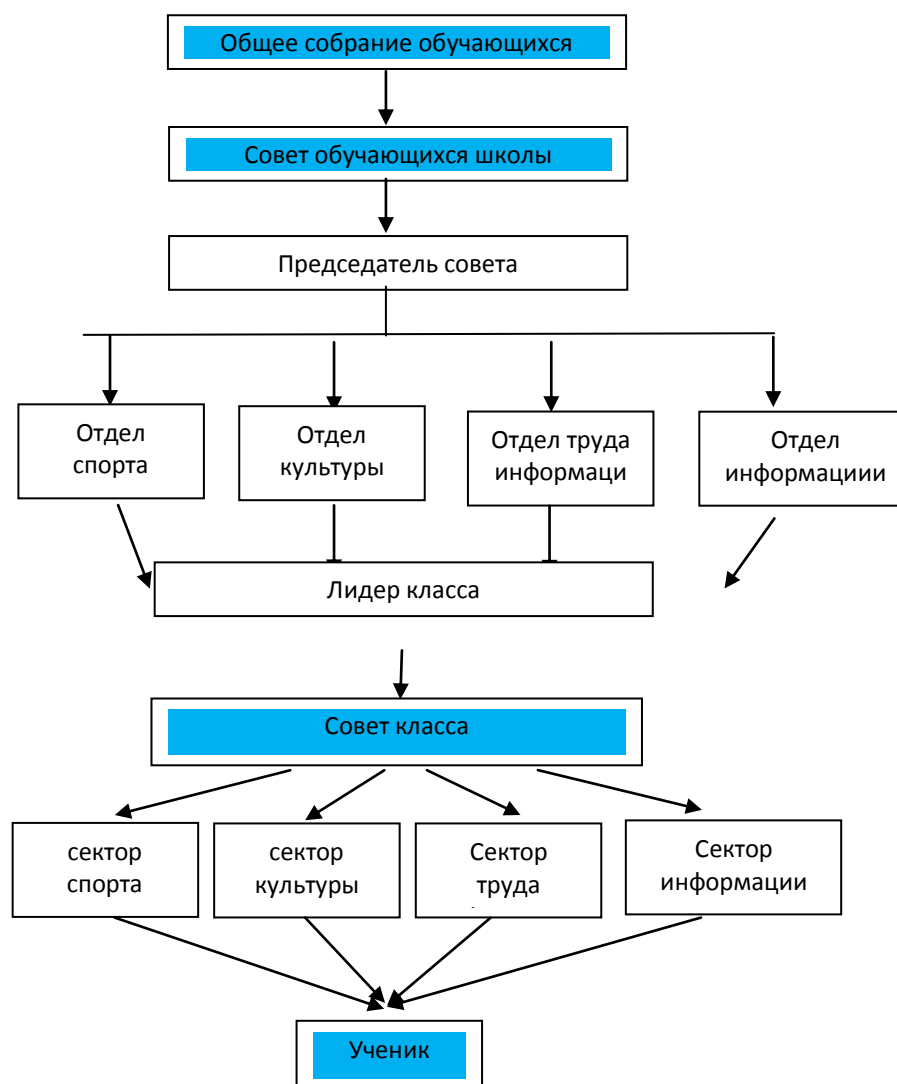 Общее собрание обучающихся
Совет обучающихся школы
Председатель совета
Отдел
спорта
Отдел
культуры
Отдел труда
информаци
Отдел
информациии
Лидер класса
Совет класса
сектор
спорта
сектор
культуры
Сектор
труда
Сектор
информации
Ученик